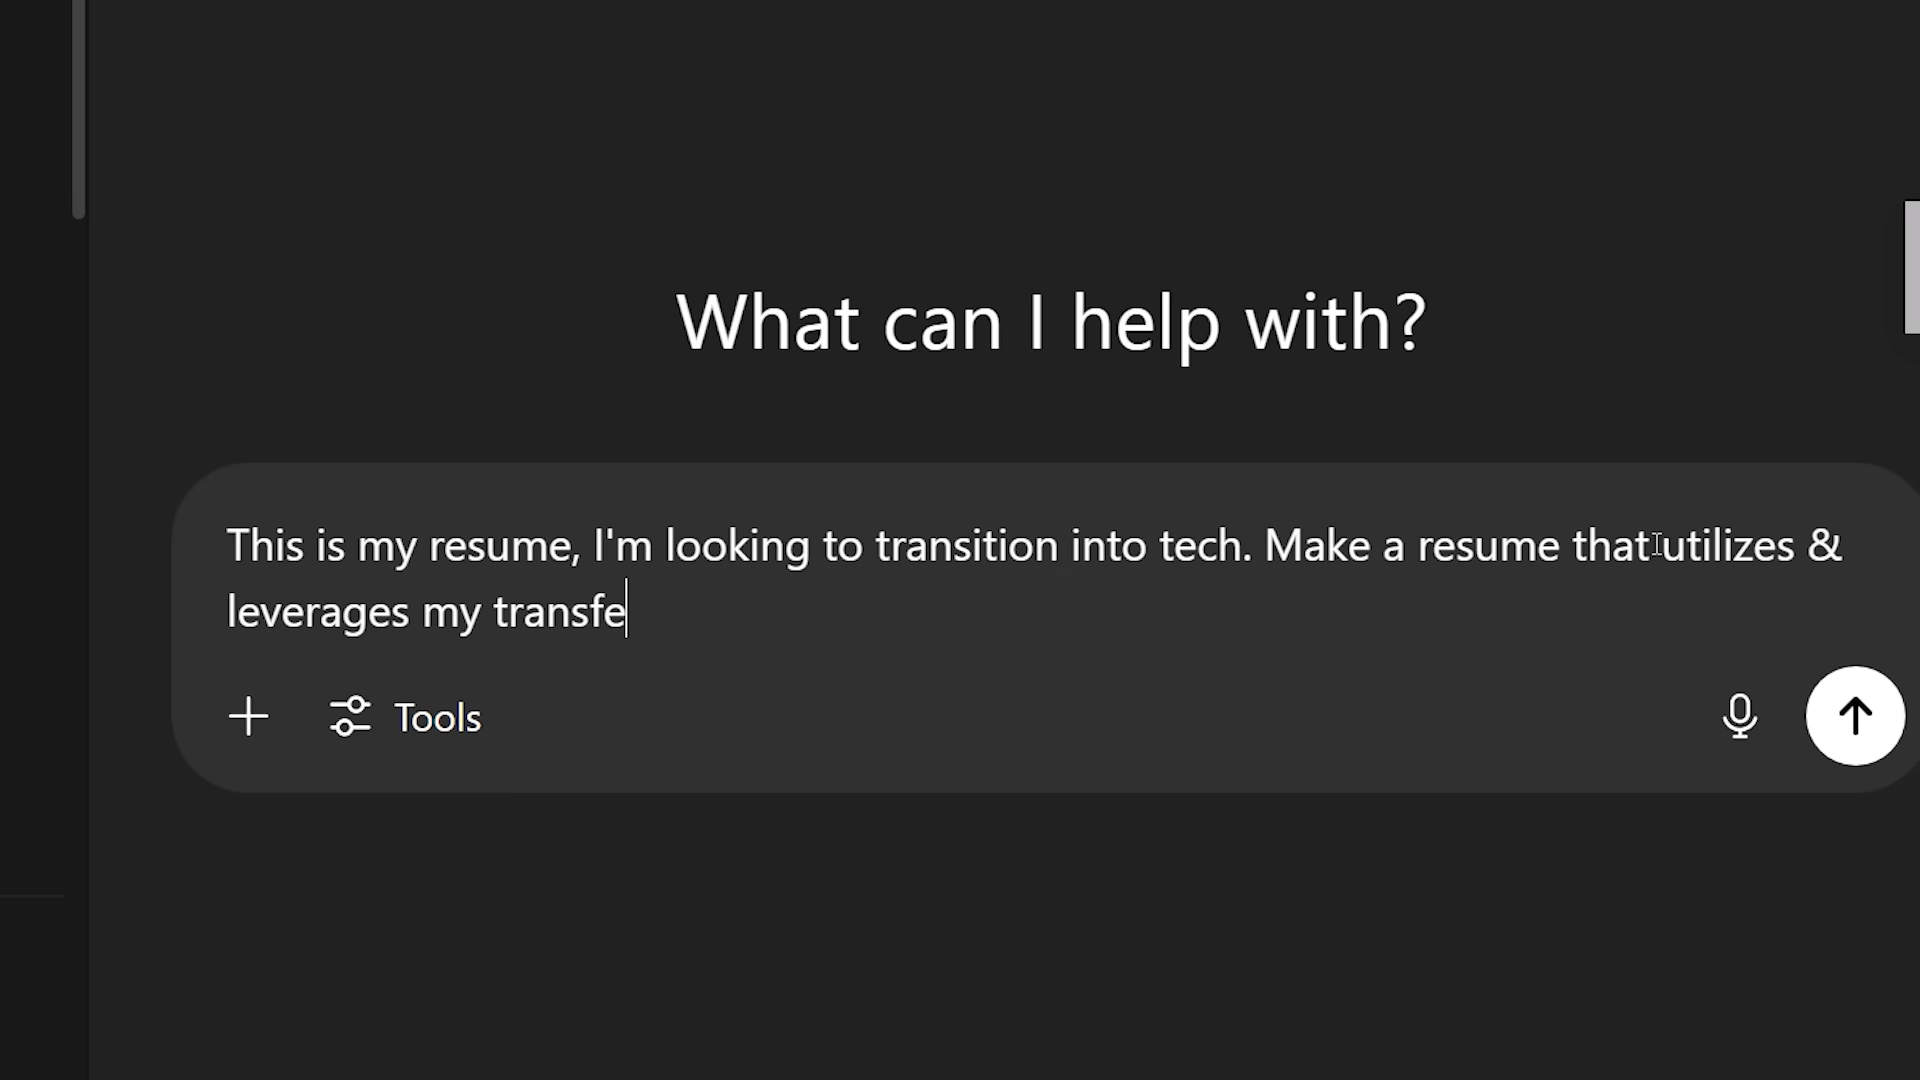 What can I help with?
This is my resume, I'm looking to transition into tech. Make a resume that utilizes &
leverages my transfe
Tools